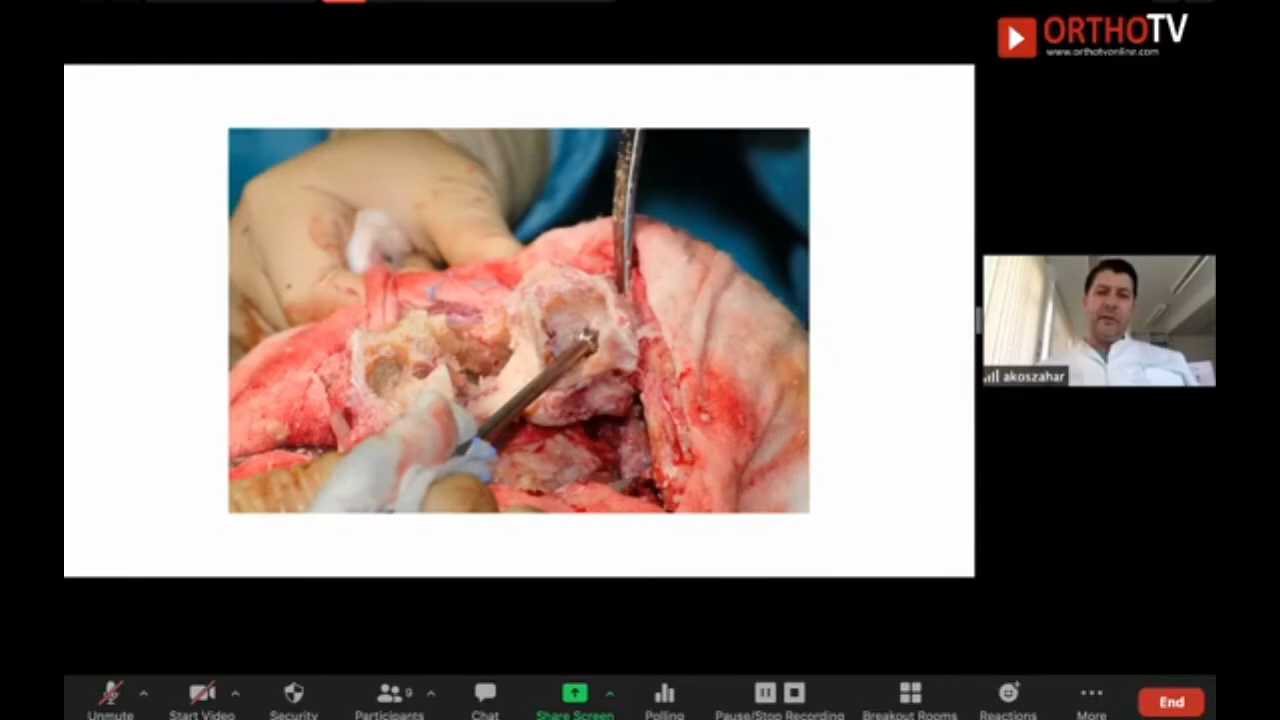 ORTHOTV
www.orthotvonline.com
akoszahar
9
Unmute
Start Video
Security
Participants
Chat
Share Screen
Polling
Pause/Stop Recording
Breakout Rooms
Reactions
More
End